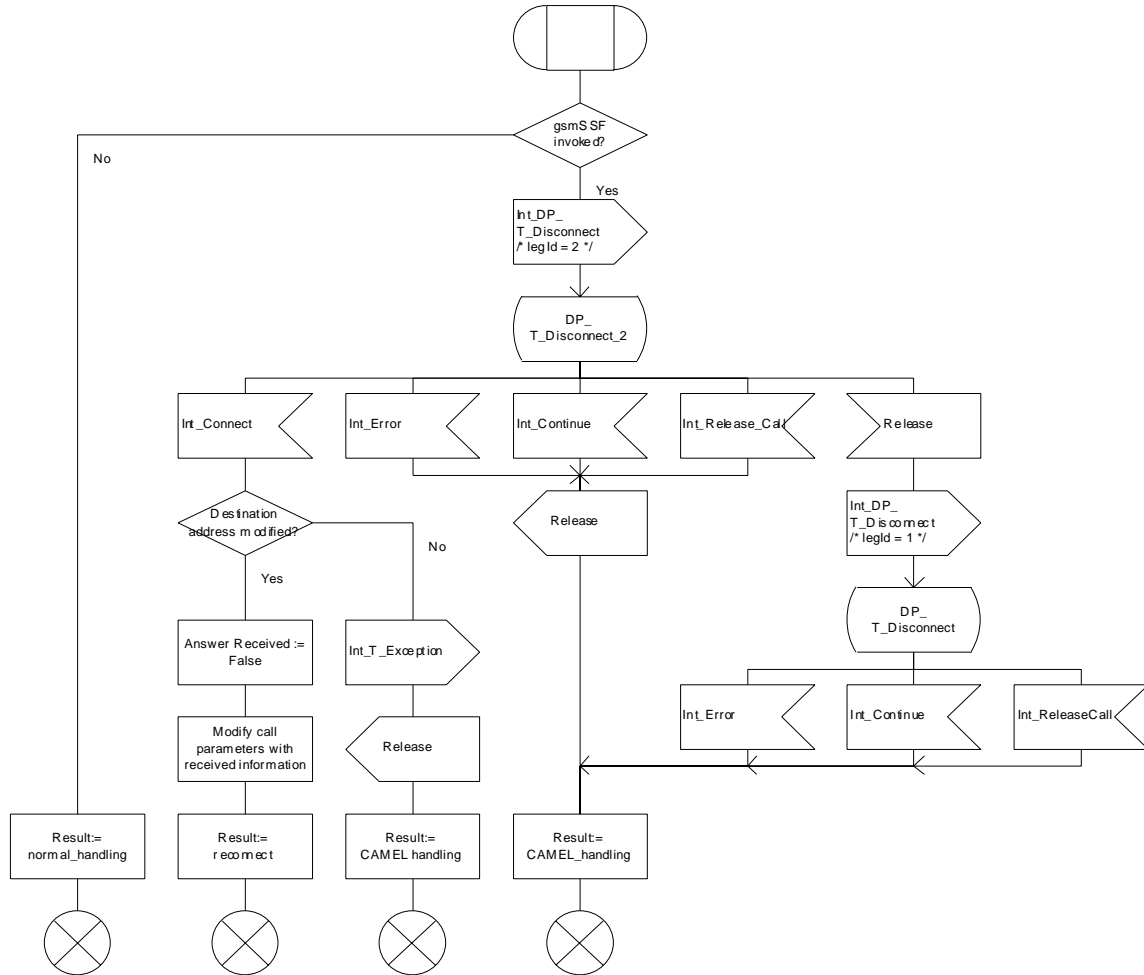 gsmSSF
invoked?
No
Yes
Int_DP_
T_Disconnect
/* legId = 2 */
DP_
T_Disconnect_2
Int_Connect
Int_Error
Int_Continue
Int_Release_Call
Release
Destination
address modified?
Release
Int_DP_
T_Disconnect
/* legId = 1 */
No
Yes
DP_
T_Disconnect
Answer Received :=
False
Int_T_Exception
Int_Error
Int_Continue
Int_ReleaseCall
Modify call
parameters with
received information
Release
Result:=
normal_handling
Result:=
reconnect
Result:=
CAMEL handling
Result:=
CAMEL_handling